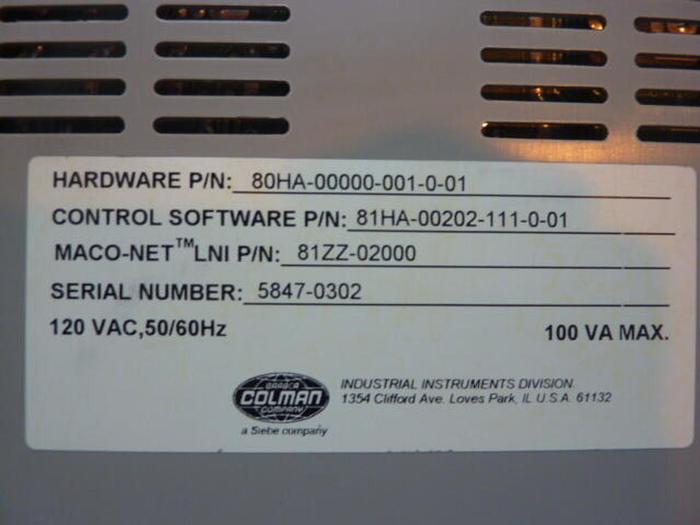 HARDWARE P/N: 80HA-00000-001-0-01
CONTROL SOFTWARE P/N: 81HA-00202-111-0-01
MACO-NET™ LNI P/N: 81ZZ-02000
SERIAL NUMBER: 5847-0302
120 VAC,50/60Hz 100 VA MAX.
BARBER
COLMAN
COMPANY
a Siebe company
INDUSTRIAL INSTRUMENTS DIVISION
1354 Clifford Ave. Loves Park, IL U.S.A. 61132